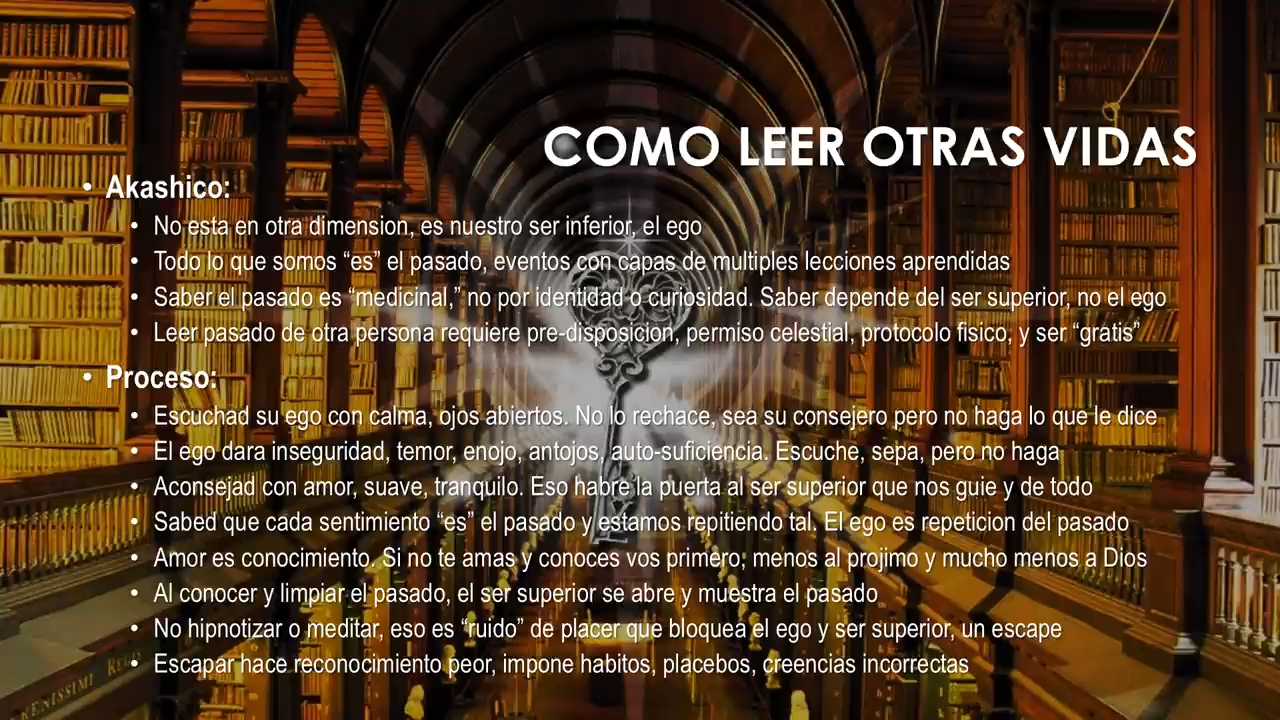 COMO LEER OTRAS VIDAS
• Akashico:
• No esta en otra dimension, es nuestro ser inferior, el ego
• Todo lo que somos “es” el pasado, eventos con capas de multiples lecciones aprendidas
• Saber el pasado es “medicinal,” no por identidad o curiosidad. Saber depende del ser superior, no el ego
• Leer pasado de otra persona requiere pre-disposicion, permiso celestial, protocolo fisico, y ser “gratis”
• Proceso:
• Escuchad su ego con calma, ojos abiertos. No lo rechace, sea su consejero pero no haga lo que le dice
• El ego dara inseguridad, temor, enojo, antojos, auto-suficiencia. Escuche, sepa, pero no haga
• Aconsejad con amor, suave, tranquilo. Eso habre la puerta al ser superior que nos guie y de todo
• Sabed que cada sentimiento “es” el pasado y estamos repitiendo tal. El ego es repeticion del pasado
• Amor es conocimiento. Si no te amas y conoces vos primero, menos al projimo y mucho menos a Dios
• Al conocer y limpiar el pasado, el ser superior se abre y muestra el pasado
• No hipnotizar o meditar, eso es “ruido” de placer que bloquea el ego y ser superior, un escape
• Escapar hace reconocimiento peor, impone habitos, placebos, creencias incorrectas